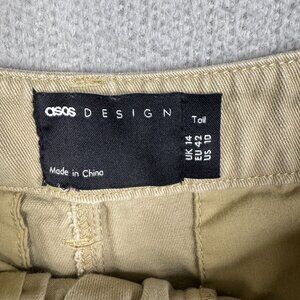 asos DESIGN
Tall
UK 14
EU 42
US 10
Made in China